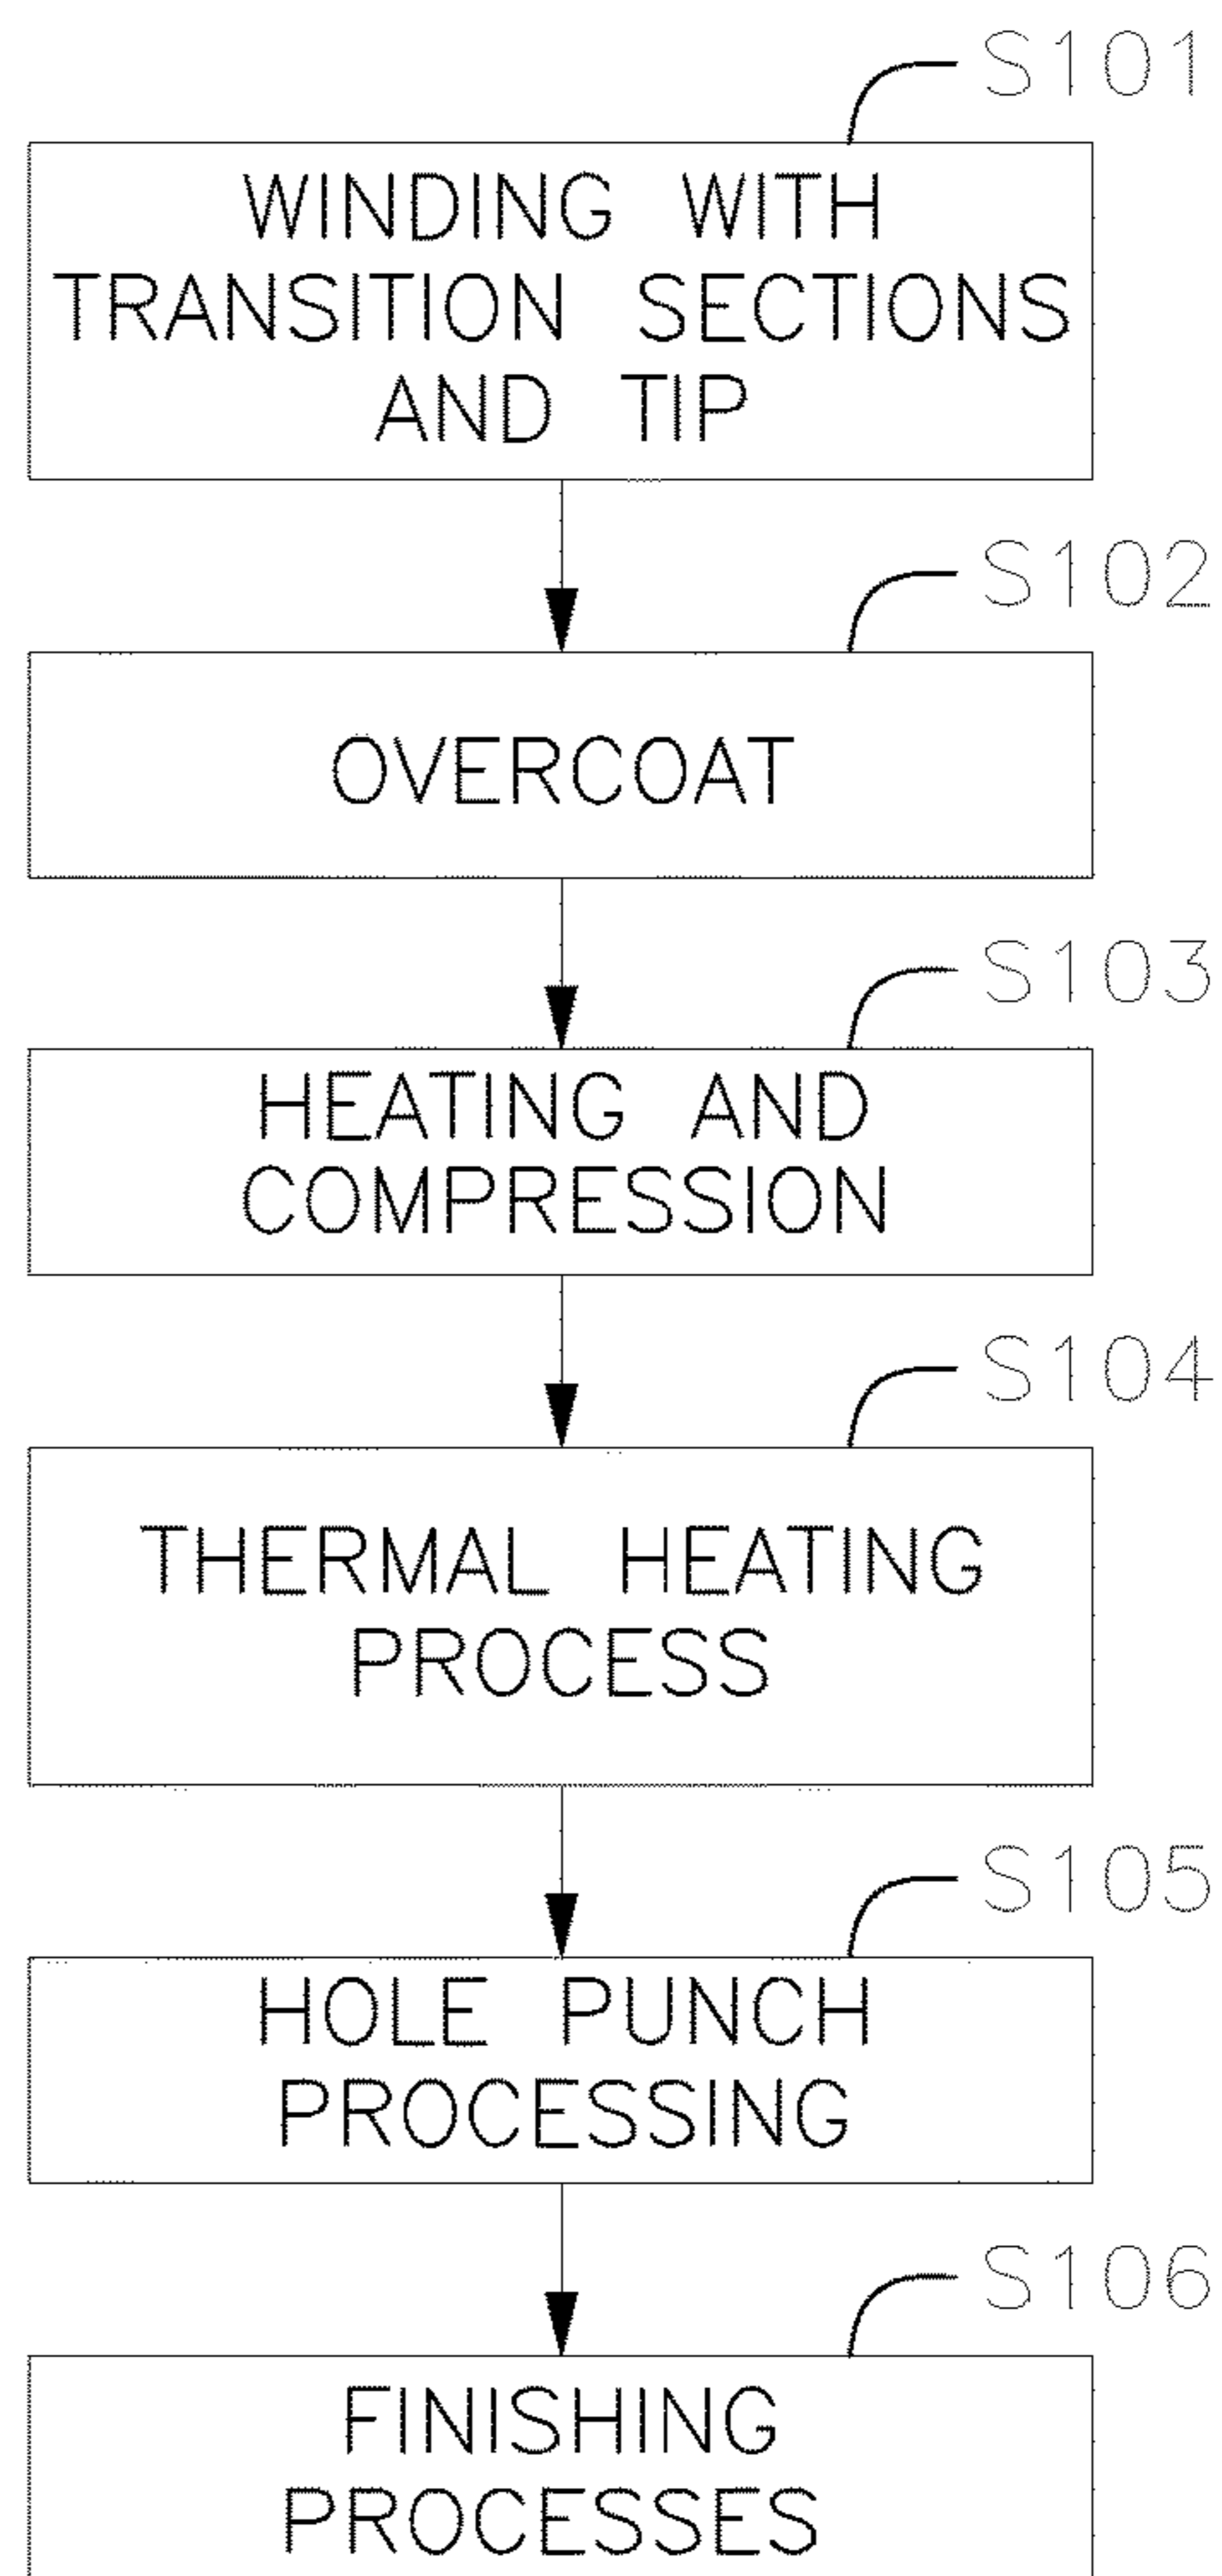 S101
WINDING WITH
TRANSITION SECTIONS
AND TIP
S102
OVERCOAT
S103
HEATING AND
COMPRESSION
S104
THERMAL HEATING
PROCESS
S105
HOLE PUNCH
PROCESSING
S106
FINISHING
PROCESSES